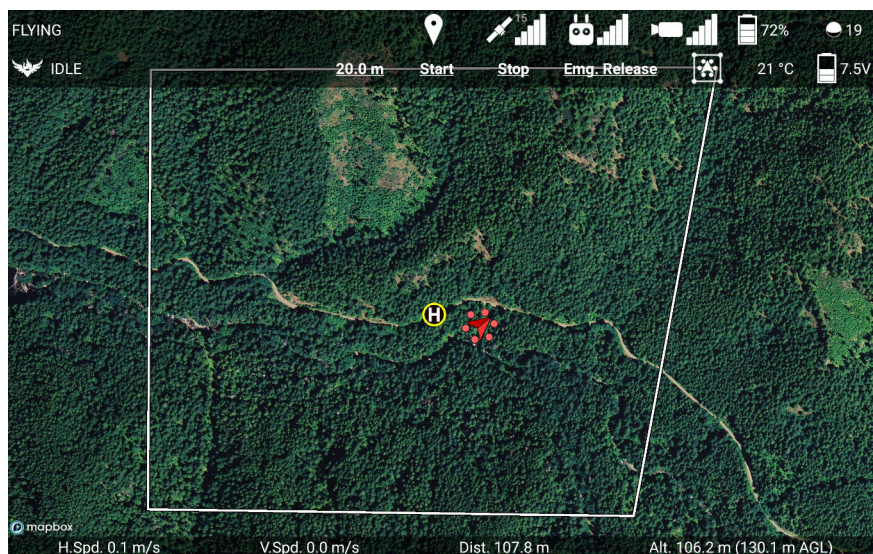 FLYING
15
72%
19
IDLE
20.0 m Start Stop Emg. Release
21 °C
7.5V
H
mapbox
H.Spd. 0.1 m/s V.Spd. 0.0 m/s Dist. 107.8 m Alt. 106.2 m (130.1 m AGL)